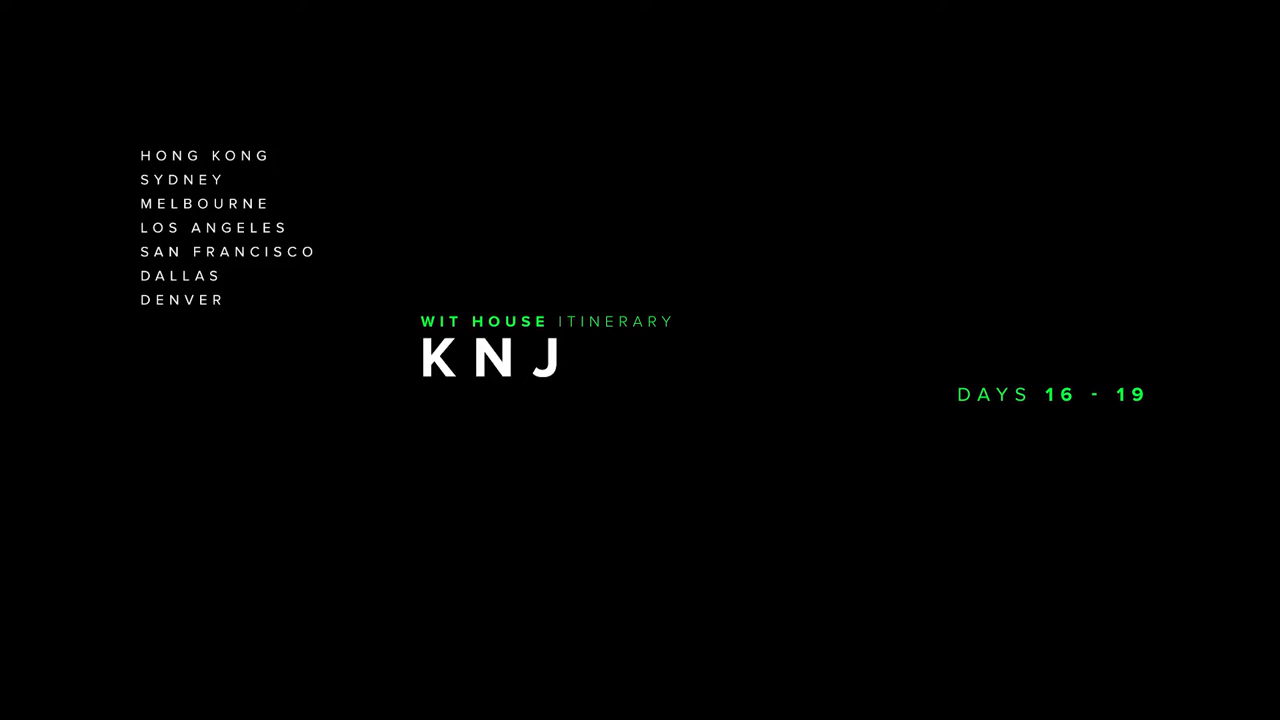 HONG KONG
SYDNEY
MELBOURNE
LOS ANGELES
SAN FRANCISCO
DALLAS
DENVER
WIT HOUSE ITINERARY
KNJ
DAYS 16 - 19